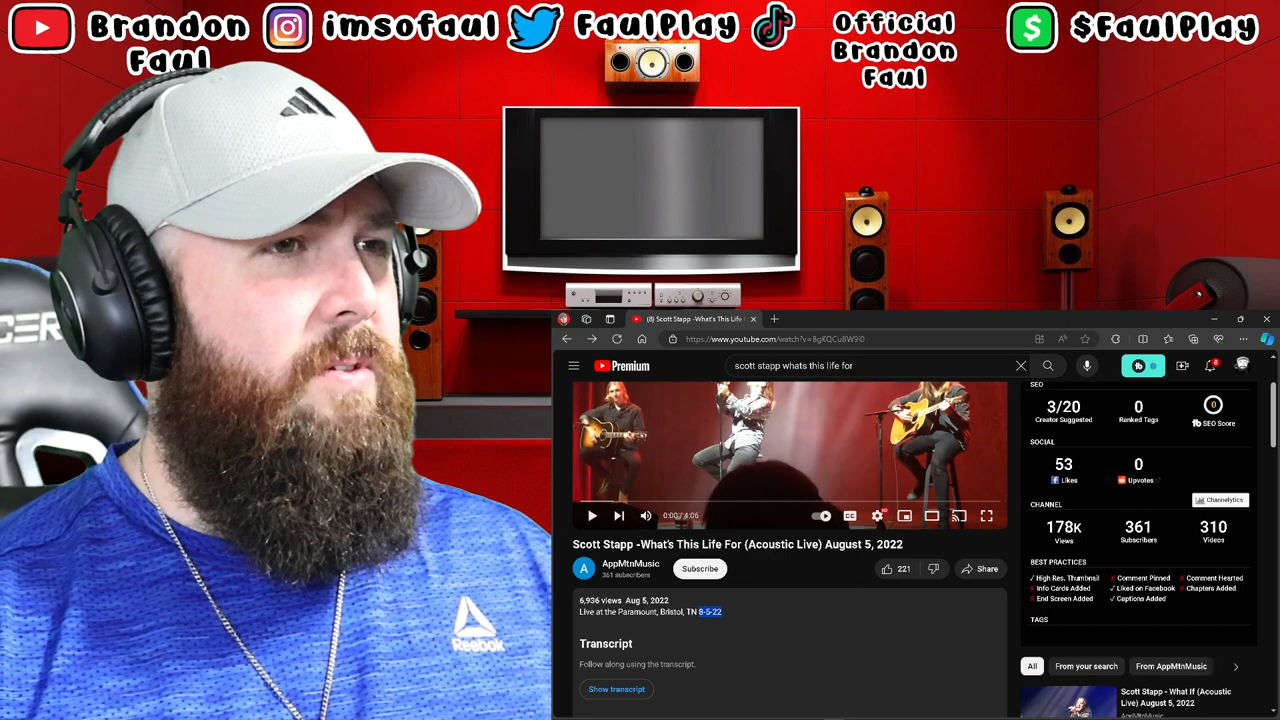 Brandon
Faul
imsofaul
FaulPlay
Official
Brandon
Faul
$FaulPlay
CER
Reebok
(8) Scott Stapp -What's This Life F
https://www.youtube.com/watch?v=BgKQCuBW9i0
Premium
scott stapp whats this life for
8
SEO
3/20
Creator Suggested
0
Ranked Tags
0
SEO Score
SOCIAL
53
Likes
0
Upvotes
Channelytics
CHANNEL
178K
Views
361
Subscribers
310
Videos
BEST PRACTICES
✓ High Res. Thumbnail
✗ Comment Pinned
✗ Comment Hearted
✗ Info Cards Added
✓ Liked on Facebook
✗ Chapters Added
✗ End Screen Added
✓ Captions Added
TAGS
0:00 / 4:06
CC
Scott Stapp -What's This Life For (Acoustic Live) August 5, 2022
A
AppMtnMusic
361 subscribers
Subscribe
221
Share
6,936 views Aug 5, 2022
Live at the Paramount, Bristol, TN 8-5-22
Transcript
Follow along using the transcript.
Show transcript
All
From your search
From AppMtnMusic
Scott Stapp - What If (Acoustic
Live) August 5, 2022
AppMtnMusic